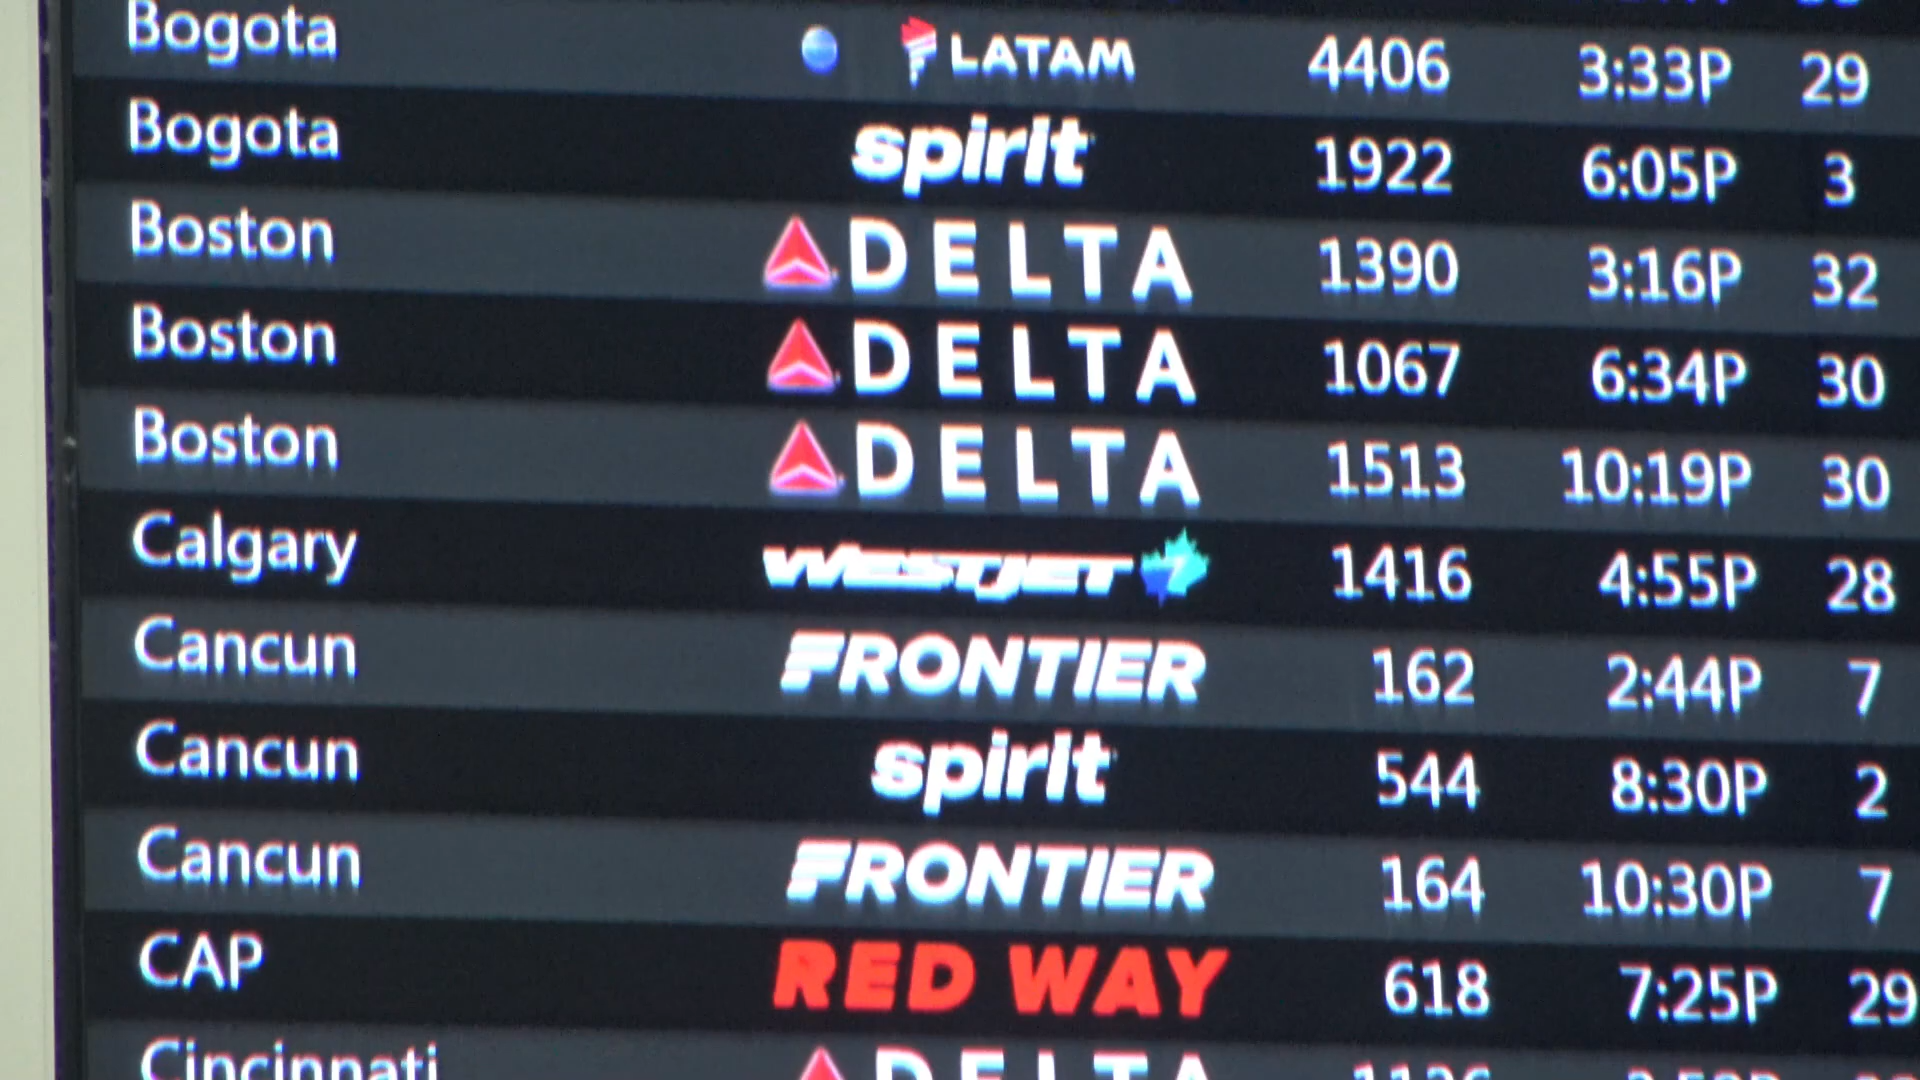 Bogota LATAM 4406 3:33P 29
Bogota spirit 1922 6:05P 3
Boston DELTA 1390 3:16P 32
Boston DELTA 1067 6:34P 30
Boston DELTA 1513 10:19P 30
Calgary WESTJET 1416 4:55P 28
Cancun FRONTIER 162 2:44P 7
Cancun spirit 544 8:30P 2
Cancun FRONTIER 164 10:30P 7
CAP RED WAY 618 7:25P 29
Cincinnati DELTA